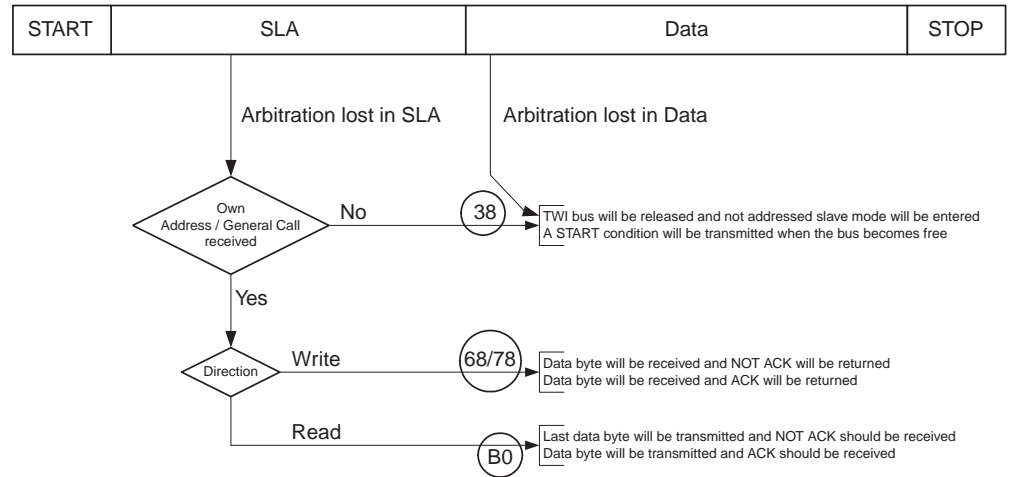 START SLA Data STOP
Arbitration lost in SLA Arbitration lost in Data
Own
Address / General Call
received
No
38
TWI bus will be released and not addressed slave mode will be entered
A START condition will be transmitted when the bus becomes free
Yes
Direction
Write
68/78
Data byte will be received and NOT ACK will be returned
Data byte will be received and ACK will be returned
Read
B0
Last data byte will be transmitted and NOT ACK should be received
Data byte will be transmitted and ACK should be received